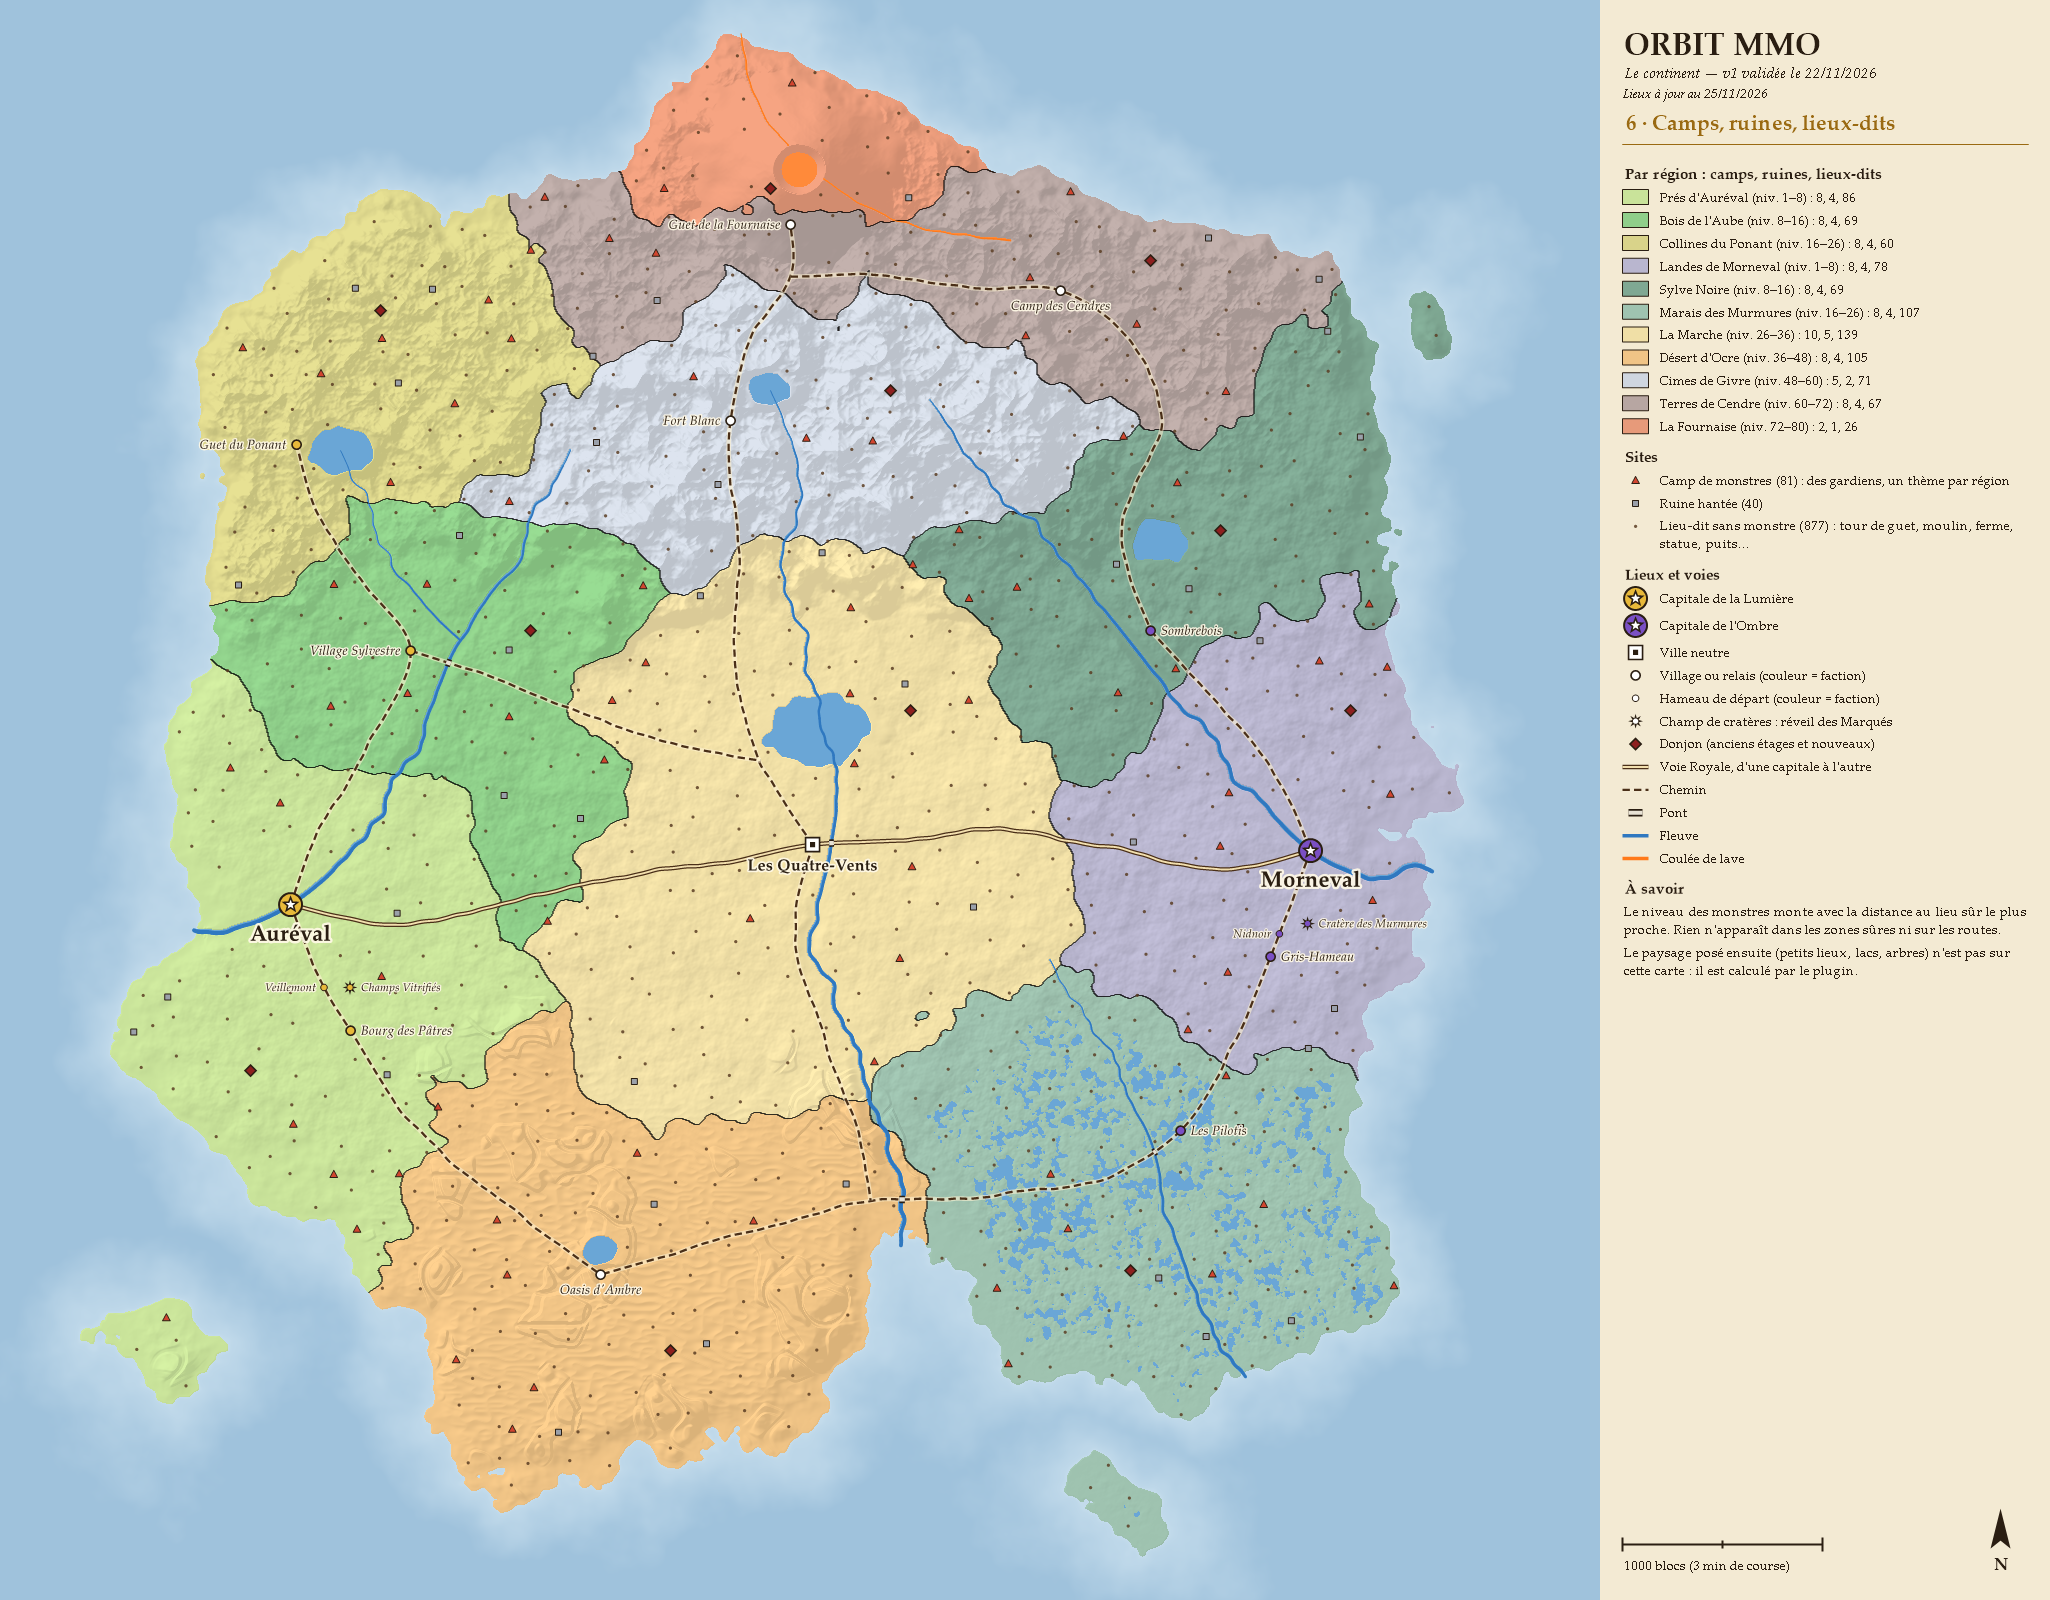 ORBIT MMO
Le continent — v1 validée le 22/11/2026
Lieux à jour au 25/11/2026
6 · Camps, ruines, lieux-dits
Par région : camps, ruines, lieux-dits
Prés d'Auréval (niv. 1–8) : 8, 4, 86
Bois de l'Aube (niv. 8–16) : 8, 4, 69
Collines du Ponant (niv. 16–26) : 8, 4, 60
Landes de Morneval (niv. 1–8) : 8, 4, 78
Sylve Noire (niv. 8–16) : 8, 4, 69
Marais des Murmures (niv. 16–26) : 8, 4, 107
La Marche (niv. 26–36) : 10, 5, 139
Désert d'Ocre (niv. 36–48) : 8, 4, 105
Cimes de Givre (niv. 48–60) : 5, 2, 71
Terres de Cendre (niv. 60–72) : 8, 4, 67
La Fournaise (niv. 72–80) : 2, 1, 26
Sites
Camp de monstres (81) : des gardiens, un thème par région
Ruine hantée (40)
Lieu-dit sans monstre (877) : tour de guet, moulin, ferme,
statue, puits…
Lieux et voies
Capitale de la Lumière
Capitale de l'Ombre
Ville neutre
Village ou relais (couleur = faction)
Hameau de départ (couleur = faction)
Champ de cratères : réveil des Marqués
Donjon (anciens étages et nouveaux)
Voie Royale, d'une capitale à l'autre
Chemin
Pont
Fleuve
Coulée de lave
À savoir
Le niveau des monstres monte avec la distance au lieu sûr le plus
proche. Rien n'apparaît dans les zones sûres ni sur les routes.
Le paysage posé ensuite (petits lieux, lacs, arbres) n'est pas sur
cette carte : il est calculé par le plugin.
1000 blocs (3 min de course)
N
Guet de la Fournaise
Camp des Cendres
Fort Blanc
Guet du Ponant
Sombrebois
Village Sylvestre
Les Quatre-Vents
Morneval
Auréval
Cratère des Murmures
Nidnoir
Gris-Hameau
Veillemont
Champs Vitrifiés
Bourg des Pâtres
Les Pilotis
Oasis d'Ambre